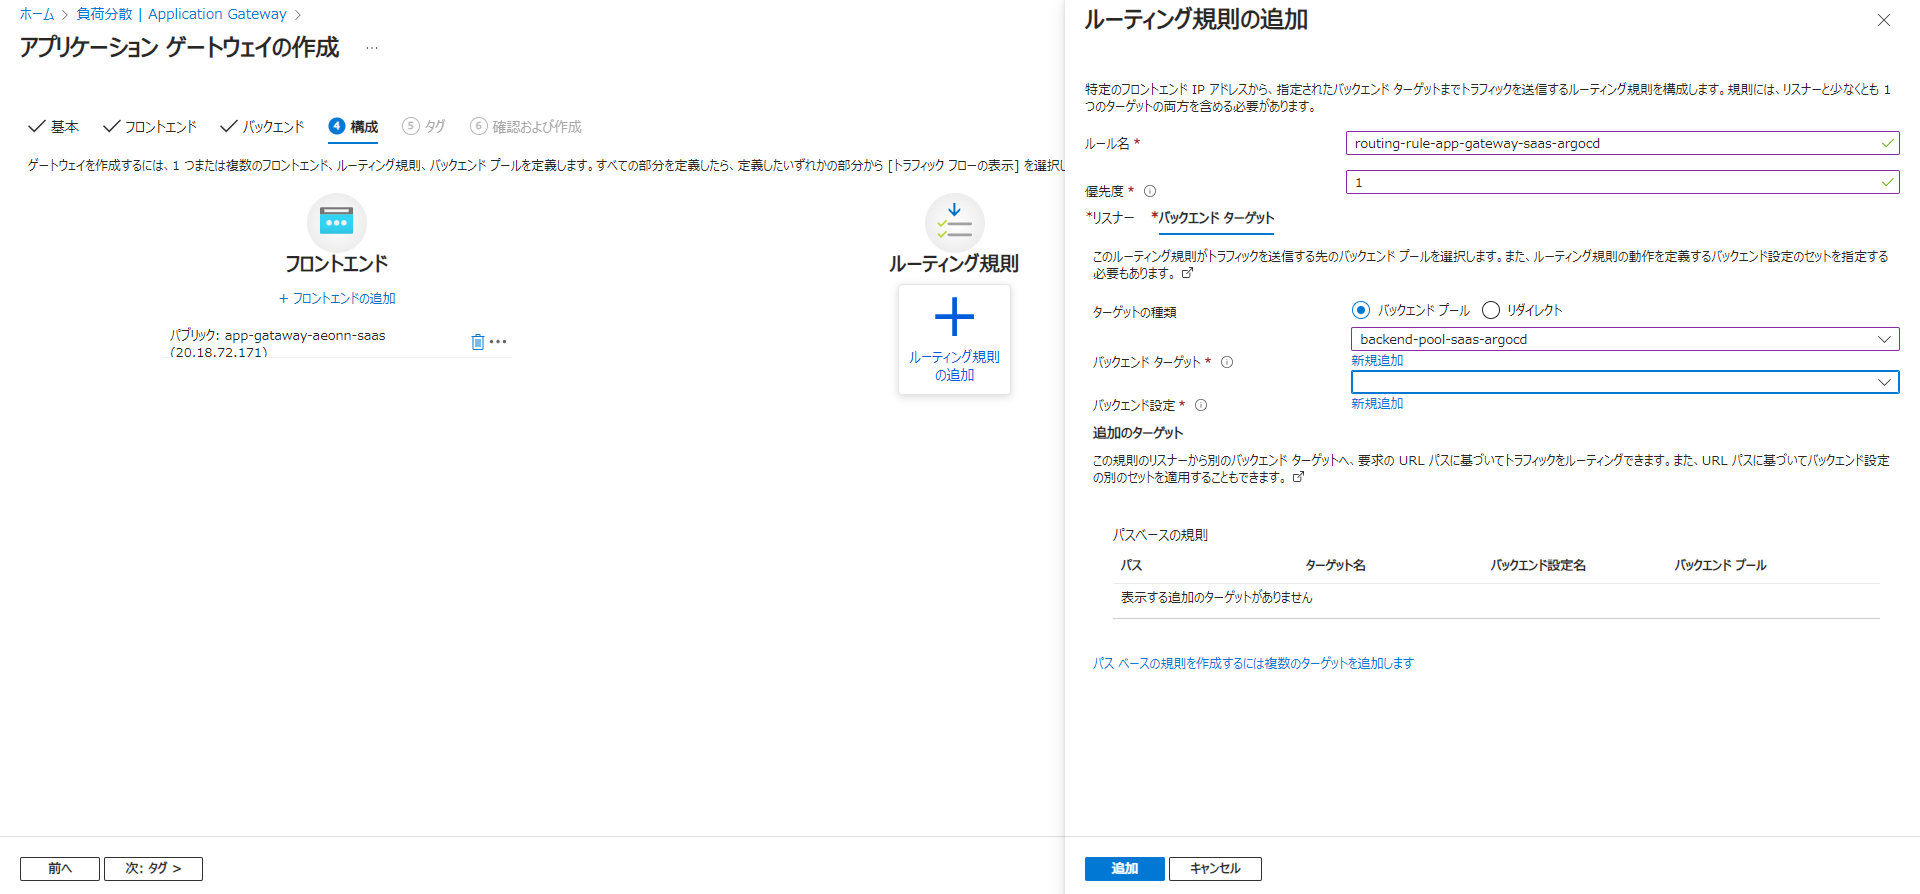 ホーム > 負荷分散 | Application Gateway >
アプリケーション ゲートウェイの作成 …
基本 フロントエンド バックエンド 4 構成 5 タグ 6 確認および作成
ゲートウェイを作成するには、1 つまたは複数のフロントエンド、ルーティング規則、バックエンド プールを定義します。すべての部分を定義したら、定義したいずれかの部分から [トラフィック フローの表示] を選択し
フロントエンド
+ フロントエンドの追加
パブリック: app-gataway-aeonn-saas
(20.18.72.171)
ルーティング規則
ルーティング規則
の追加
前へ
次: タグ >
ルーティング規則の追加
特定のフロントエンド IP アドレスから、指定されたバックエンド ターゲットまでトラフィックを送信するルーティング規則を構成します。規則には、リスナーと少なくとも 1
つのターゲットの両方を含める必要があります。
ルール名 *
routing-rule-app-gateway-saas-argocd
優先度 *
1
*リスナー *バックエンド ターゲット
このルーティング規則がトラフィックを送信する先のバックエンド プールを選択します。また、ルーティング規則の動作を定義するバックエンド設定のセットを指定する
必要もあります。
ターゲットの種類
バックエンド プール リダイレクト
バックエンド ターゲット *
backend-pool-saas-argocd
新規追加
バックエンド設定 *
新規追加
追加のターゲット
この規則のリスナーから別のバックエンド ターゲットへ、要求の URL パスに基づいてトラフィックをルーティングできます。また、URL パスに基づいてバックエンド設定
の別のセットを適用することもできます。
パスベースの規則
パス ターゲット名 バックエンド設定名 バックエンド プール
表示する追加のターゲットがありません
パス ベースの規則を作成するには複数のターゲットを追加します
追加
キャンセル